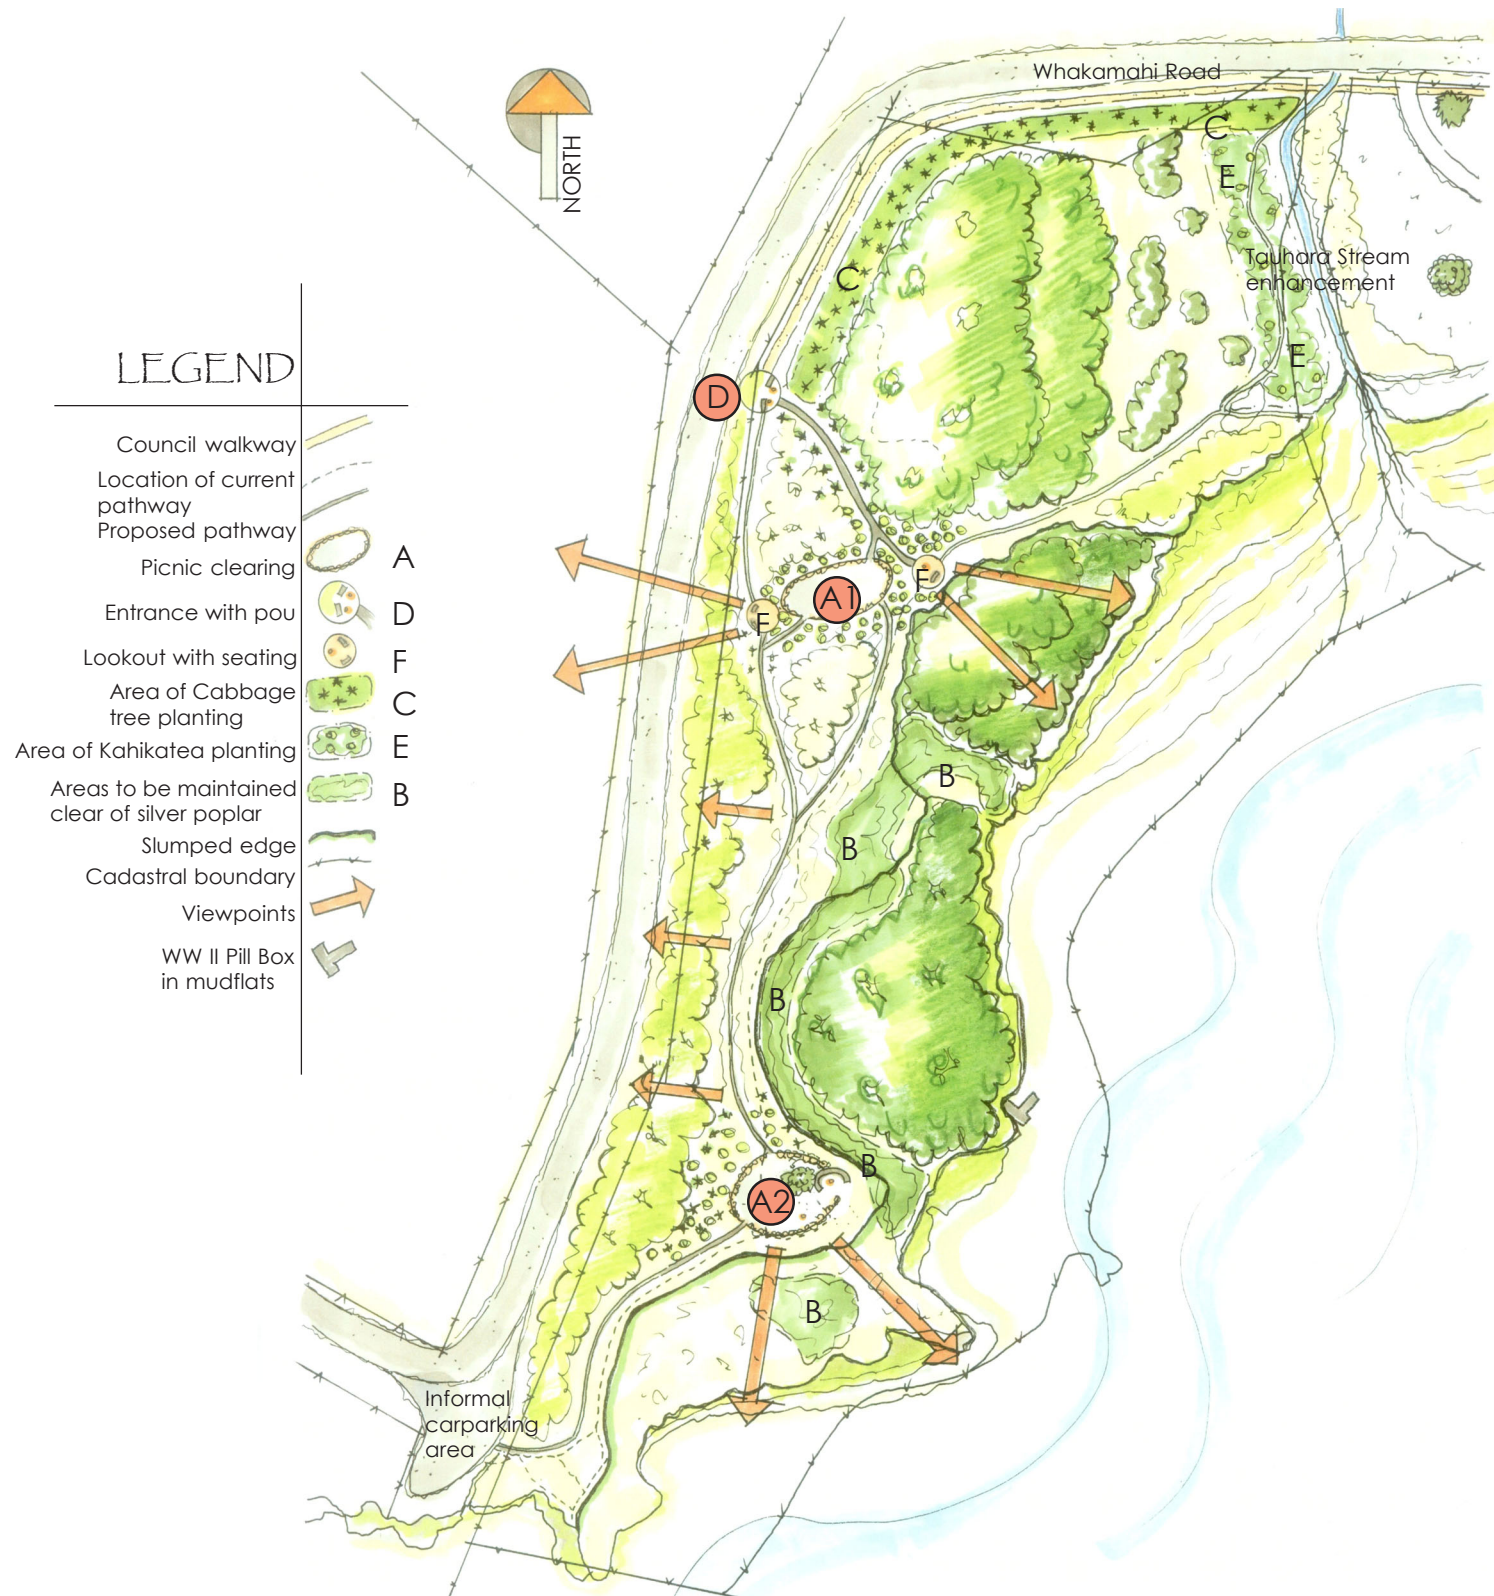 Whakamahi Road
NORTH
C
E
Tauhara Stream
enhancement
C
E
D
LEGEND
Council walkway
Location of current
pathway
Proposed pathway
Picnic clearing
A
Entrance with pou
D
Lookout with seating
F
Area of Cabbage
tree planting
C
Area of Kahikatea planting
E
Areas to be maintained
clear of silver poplar
B
Slumped edge
Cadastral boundary
Viewpoints
WW II Pill Box
in mudflats
F
A1
F
B
B
B
B
A2
B
Informal
carparking
area